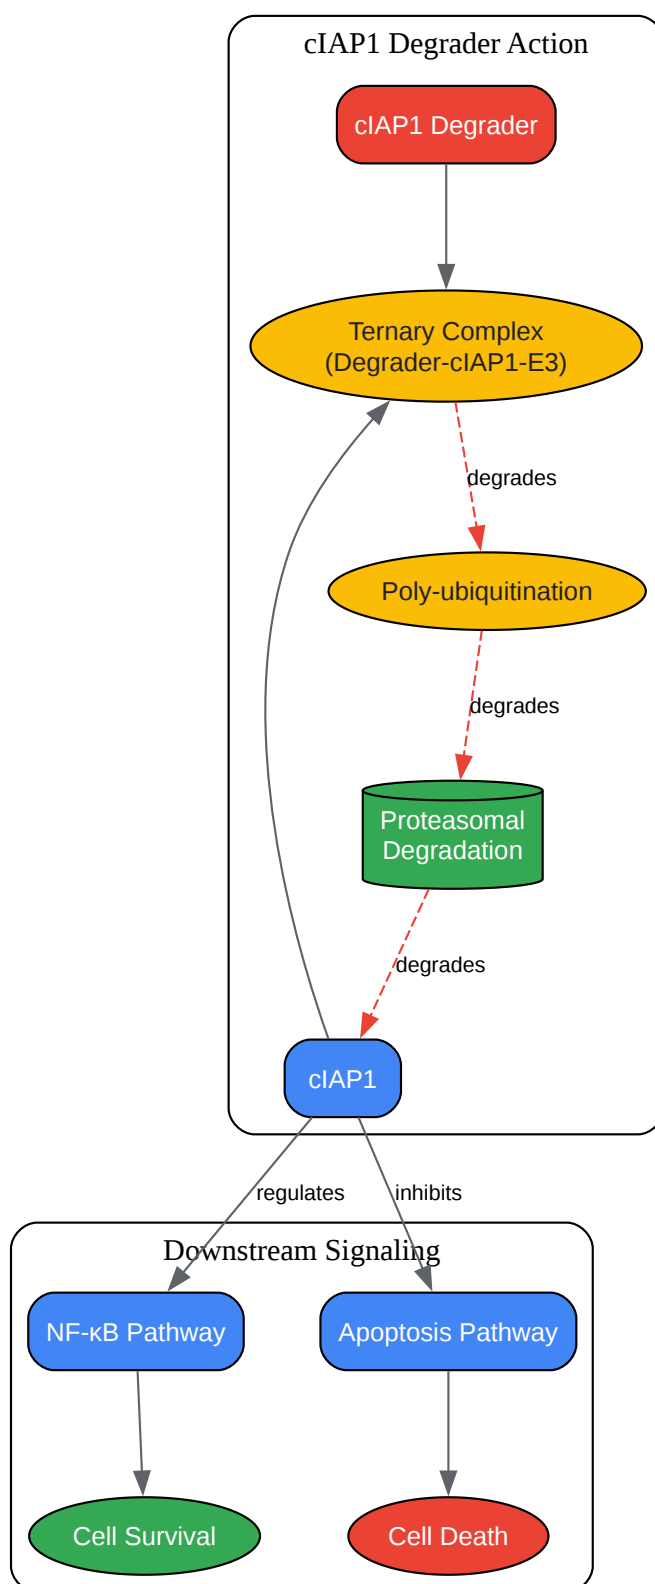 cIAP1 Degrader Action
cIAP1 Degrader
Ternary Complex
(Degrader-cIAP1-E3)
degrades
Poly-ubiquitination
degrades
Proteasomal
Degradation
degrades
cIAP1
regulates
inhibits
Downstream Signaling
NF-κB Pathway
Apoptosis Pathway
Cell Survival
Cell Death